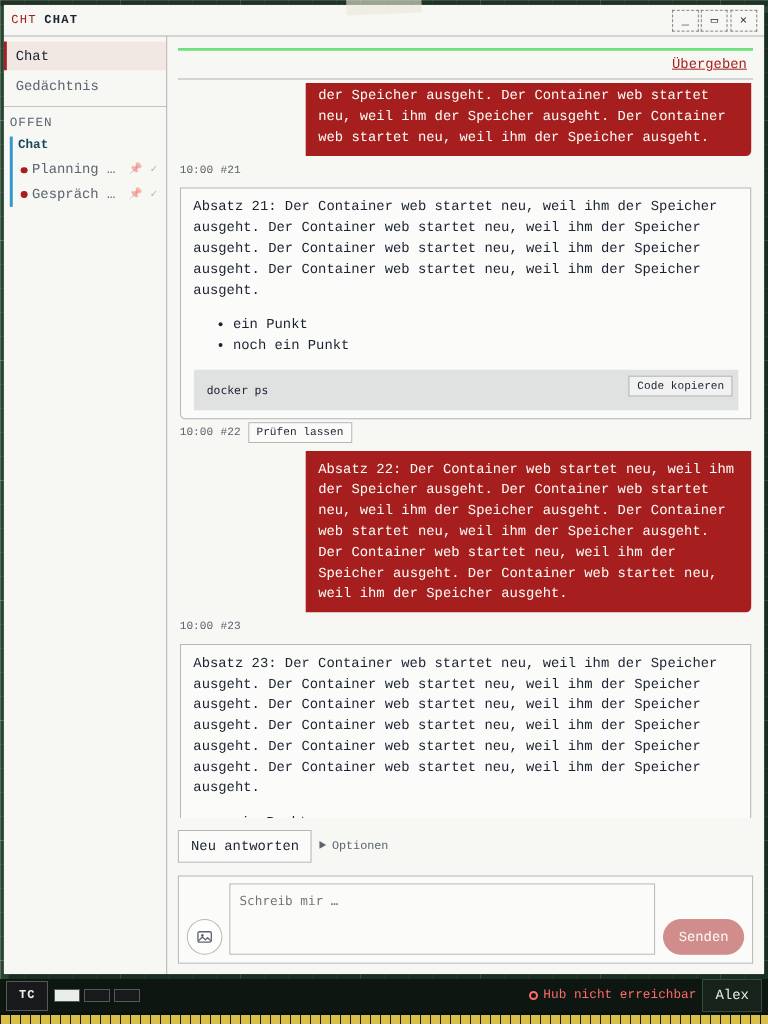 CHT CHAT
Chat
Gedächtnis
OFFEN
Chat
Planning …
Gespräch …
Übergeben
der Speicher ausgeht. Der Container web startet
neu, weil ihm der Speicher ausgeht. Der Container
web startet neu, weil ihm der Speicher ausgeht.
10:00 #21
Absatz 21: Der Container web startet neu, weil ihm der Speicher
ausgeht. Der Container web startet neu, weil ihm der Speicher
ausgeht. Der Container web startet neu, weil ihm der Speicher
ausgeht. Der Container web startet neu, weil ihm der Speicher
ausgeht.
• ein Punkt
• noch ein Punkt
docker ps
Code kopieren
10:00 #22 Prüfen lassen
Absatz 22: Der Container web startet neu, weil ihm
der Speicher ausgeht. Der Container web startet
neu, weil ihm der Speicher ausgeht. Der Container
web startet neu, weil ihm der Speicher ausgeht.
Der Container web startet neu, weil ihm der
Speicher ausgeht. Der Container web startet neu,
weil ihm der Speicher ausgeht.
10:00 #23
Absatz 23: Der Container web startet neu, weil ihm der Speicher
ausgeht. Der Container web startet neu, weil ihm der Speicher
ausgeht. Der Container web startet neu, weil ihm der Speicher
ausgeht. Der Container web startet neu, weil ihm der Speicher
ausgeht. Der Container web startet neu, weil ihm der Speicher
ausgeht. Der Container web startet neu, weil ihm der Speicher
ausgeht.
Neu antworten
Optionen
Schreib mir …
Senden
TC
Hub nicht erreichbar
Alex